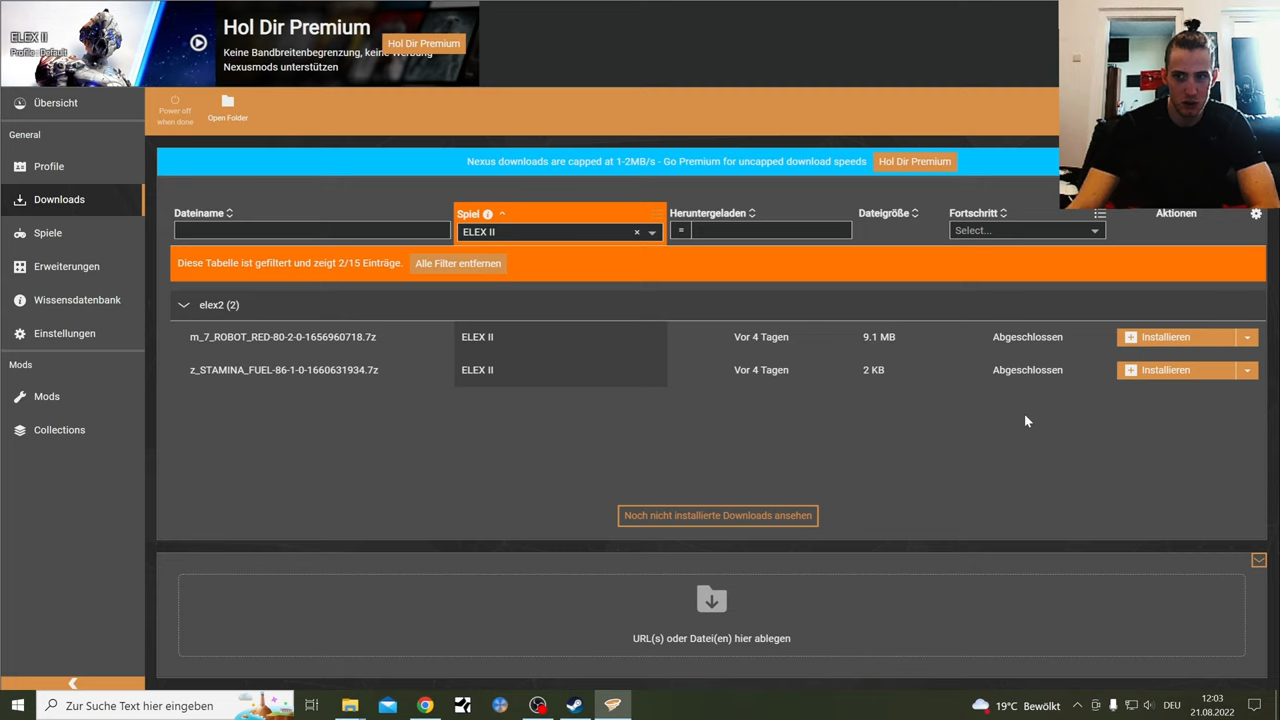 ELEX II
Profile : Default
Hol Dir Premium
Keine Bandbreitenbegrenzung, keine Werbung
Nexusmods unterstützen
Hol Dir Premium
Übersicht
General
Profile
Downloads
Spiele
Erweiterungen
Wissensdatenbank
Einstellungen
Mods
Mods
Collections
Power off
when done
Open Folder
Nexus downloads are capped at 1-2MB/s - Go Premium for uncapped download speeds Hol Dir Premium
Dateiname Spiel Heruntergeladen Dateigröße Fortschritt Aktionen
ELEX II × = Select...
Diese Tabelle ist gefiltert und zeigt 2/15 Einträge. Alle Filter entfernen
elex2 (2)
m_7_ROBOT_RED-80-2-0-1656960718.7z ELEX II Vor 4 Tagen 9.1 MB Abgeschlossen Installieren
z_STAMINA_FUEL-86-1-0-1660631934.7z ELEX II Vor 4 Tagen 2 KB Abgeschlossen Installieren
Noch nicht installierte Downloads ansehen
URL(s) oder Datei(en) hier ablegen
Zur Suche Text hier eingeben
19°C Bewölkt
DEU
12:03
21.08.2022